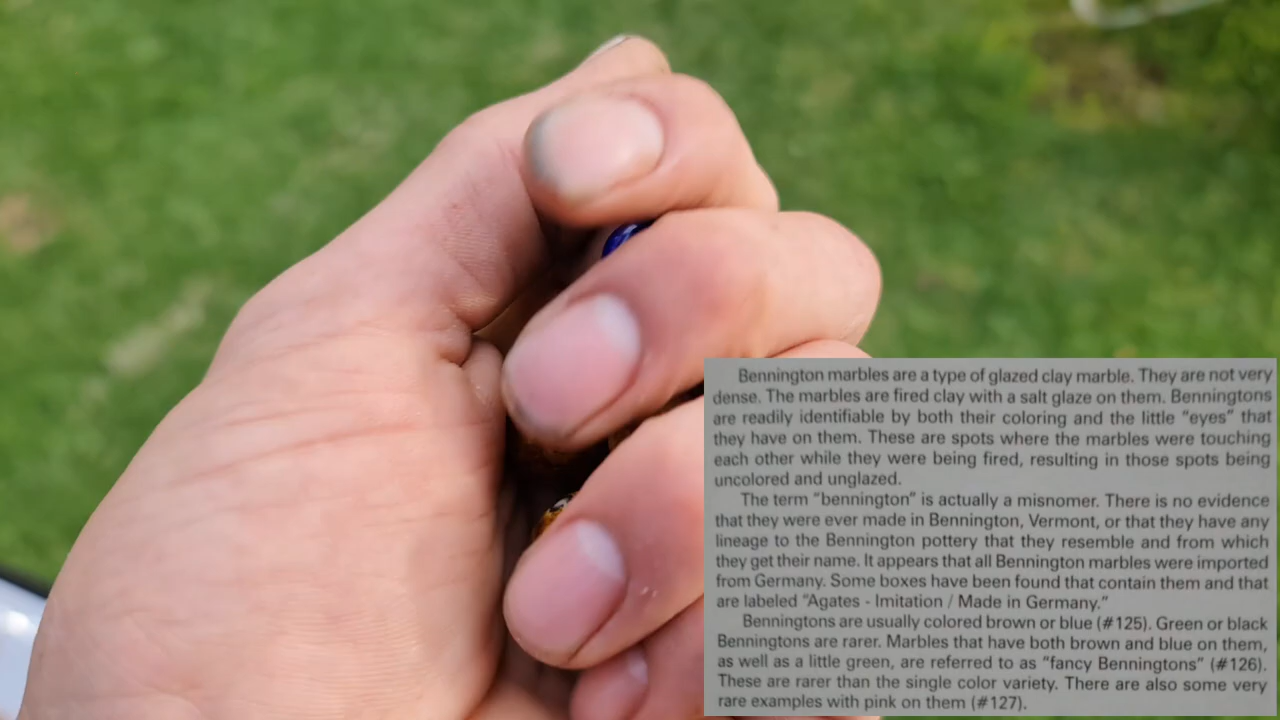 Bennington marbles are a type of glazed clay marble. They are not very
dense. The marbles are fired clay with a salt glaze on them. Benningtons
are readily identifiable by both their coloring and the little “eyes” that
they have on them. These are spots where the marbles were touching
each other while they were being fired, resulting in those spots being
uncolored and unglazed.
The term “bennington” is actually a misnomer. There is no evidence
that they were ever made in Bennington, Vermont, or that they have any
lineage to the Bennington pottery that they resemble and from which
they get their name. It appears that all Bennington marbles were imported
from Germany. Some boxes have been found that contain them and that
are labeled “Agates - Imitation / Made in Germany.”
Benningtons are usually colored brown or blue (#125). Green or black
Benningtons are rarer. Marbles that have both brown and blue on them,
as well as a little green, are referred to as “fancy Benningtons” (#126).
These are rarer than the single color variety. There are also some very
rare examples with pink on them (#127).